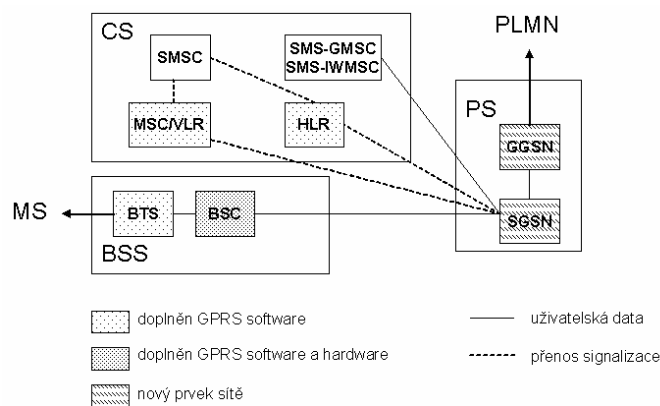 CS
SMSC
SMS-GMSC
SMS-IWMSC
MSC/VLR
HLR
PLMN
PS
GGSN
SGSN
MS
BTS
BSC
BSS
doplněn GPRS software
doplněn GPRS software a hardware
nový prvek sítě
uživatelská data
přenos signalizace